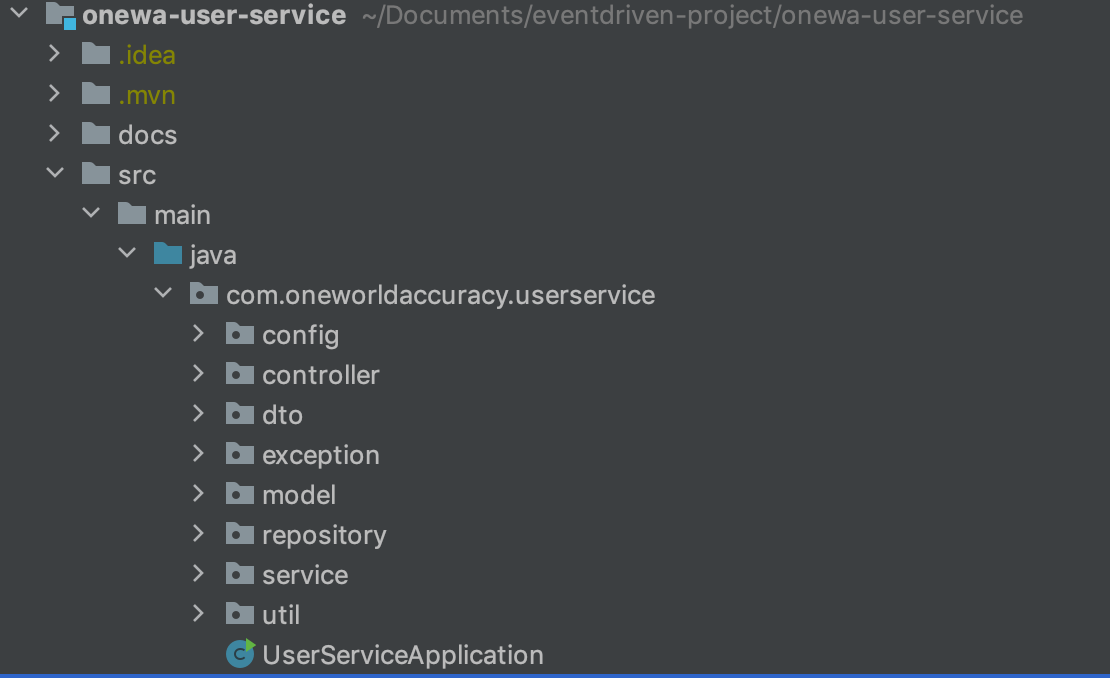 onewa-user-service ~/Documents/eventdriven-project/onewa-user-service
.idea
.mvn
docs
src
main
java
com.oneworldaccuracy.userservice
config
controller
dto
exception
model
repository
service
util
UserServiceApplication